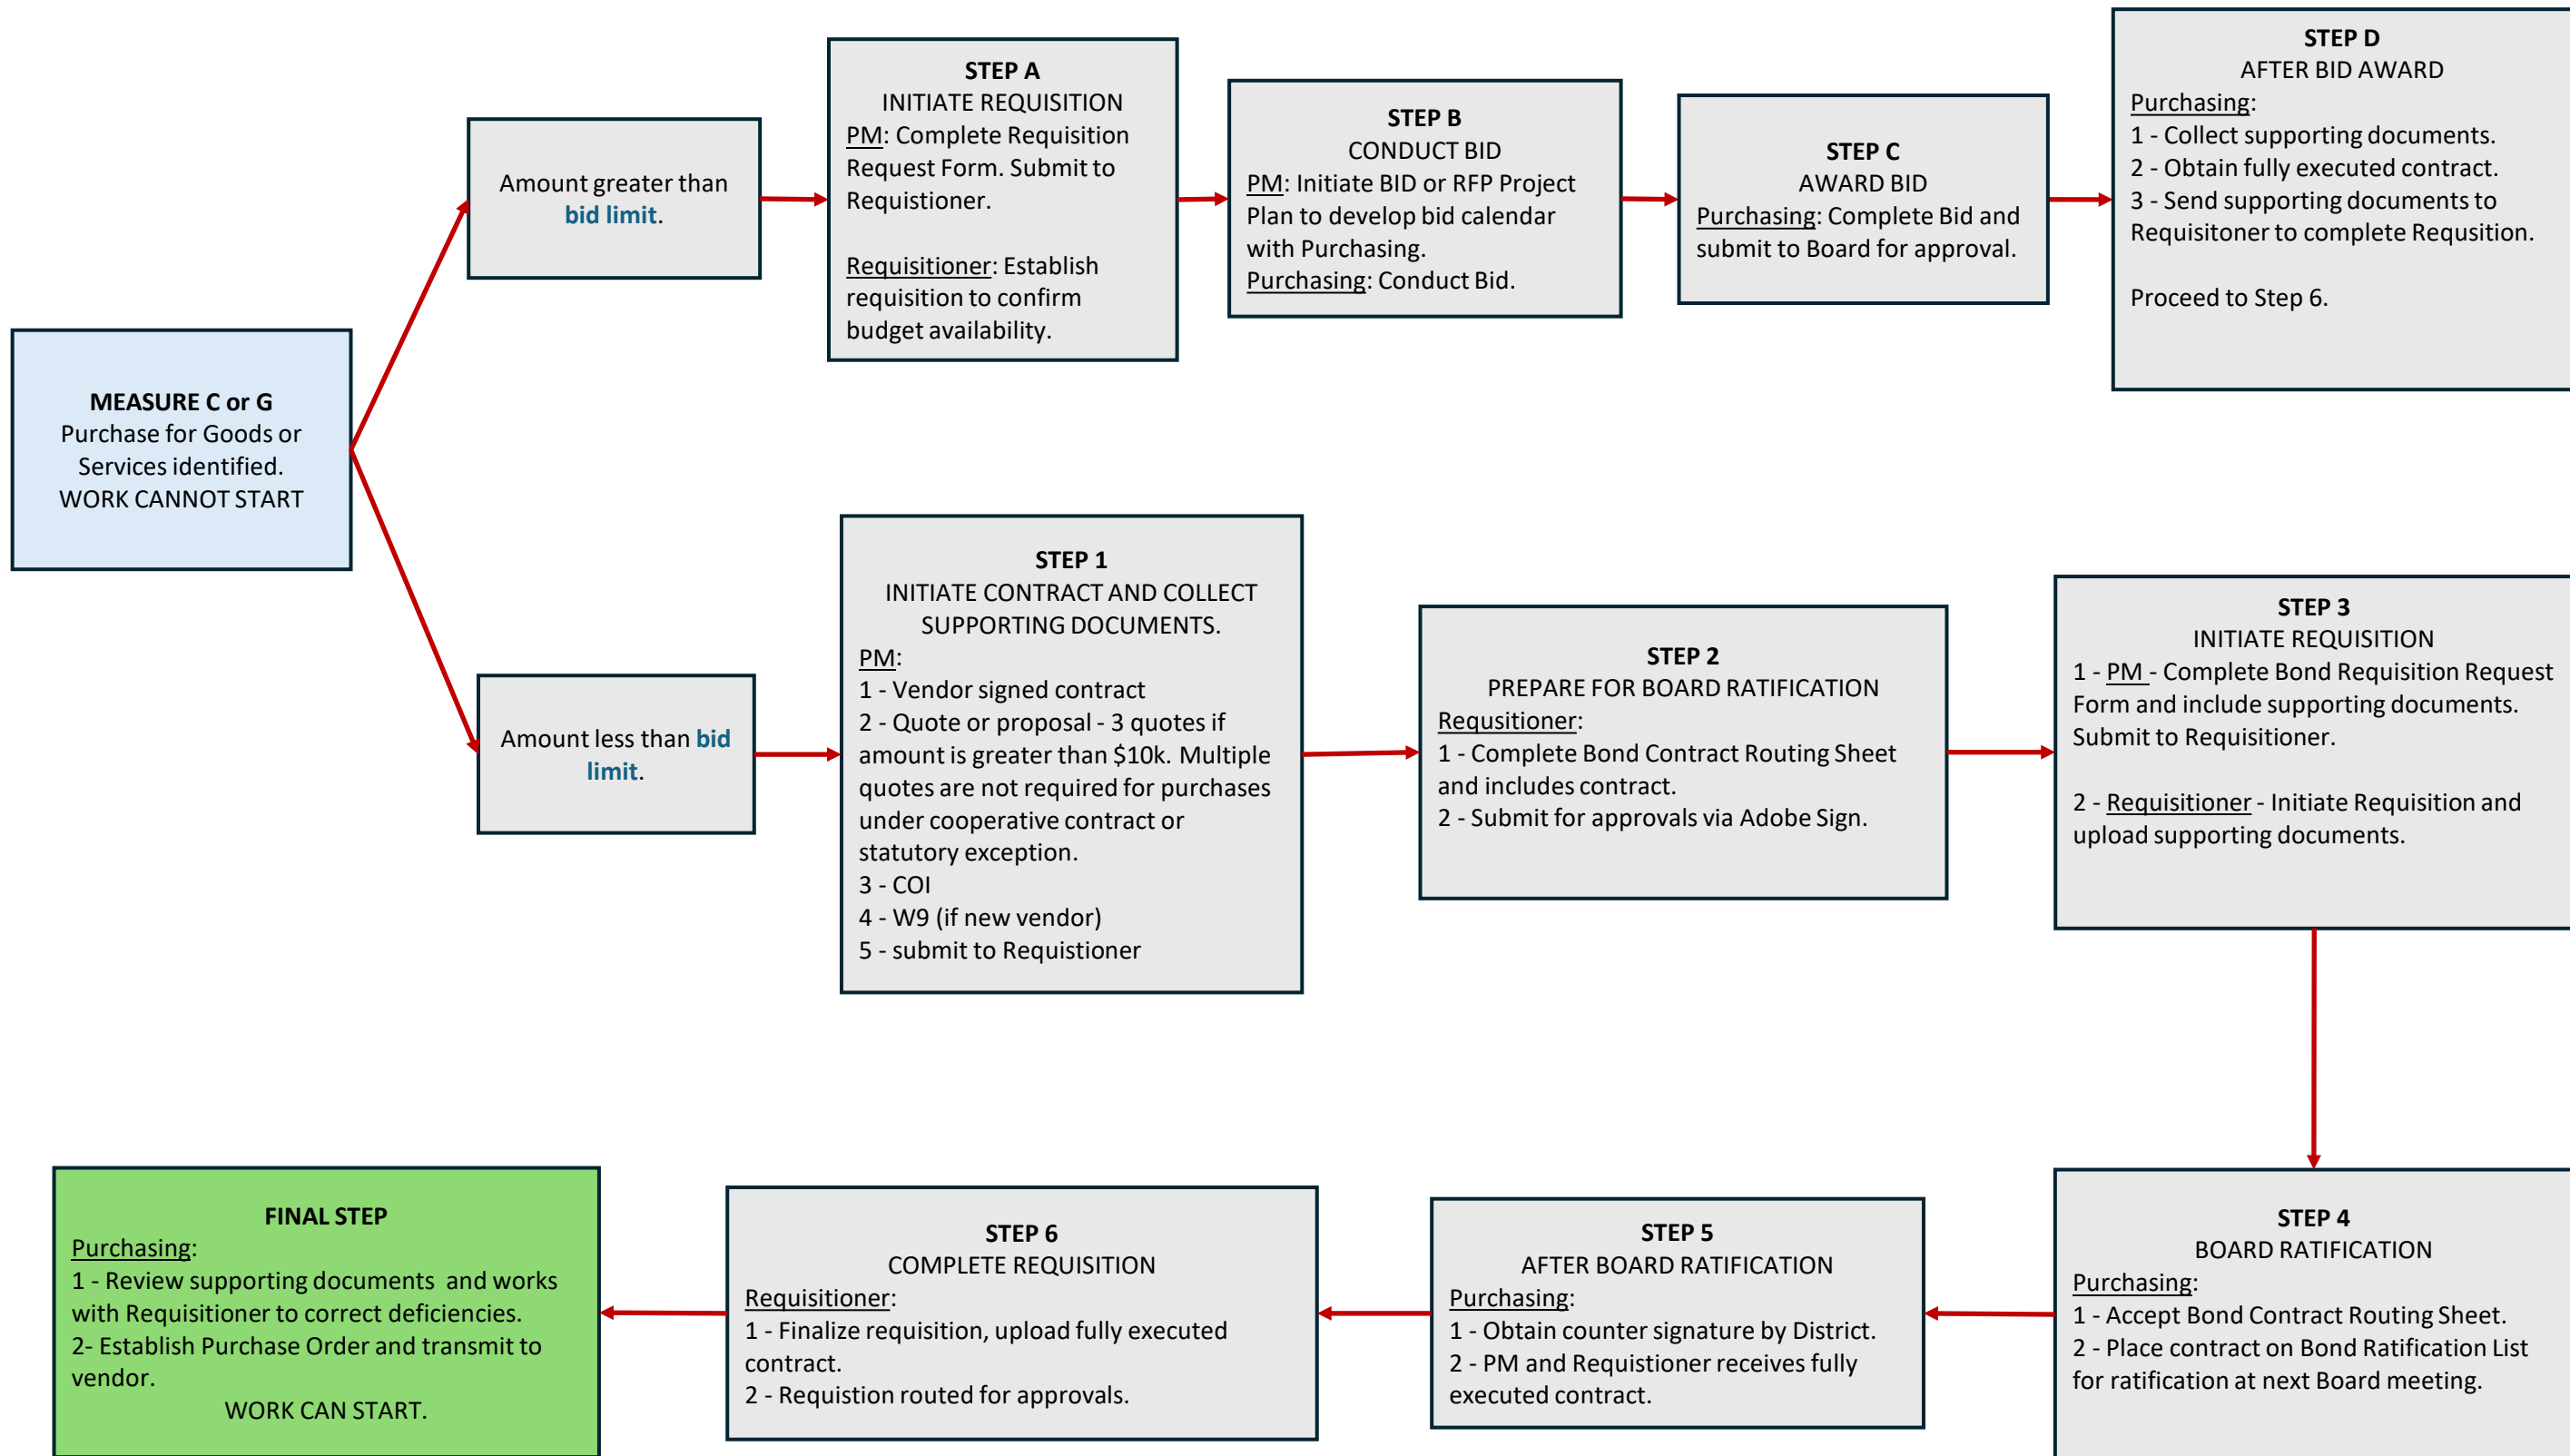 MEASURE C or G
Purchase for Goods or
Services identified.
WORK CANNOT START
Amount greater than
bid limit.
STEP A
INITIATE REQUISITION
PM: Complete Requisition
Request Form. Submit to
Requistioner.
Requisitioner: Establish
requisition to confirm
budget availability.
STEP B
CONDUCT BID
PM: Initiate BID or RFP Project
Plan to develop bid calendar
with Purchasing.
Purchasing: Conduct Bid.
STEP C
AWARD BID
Purchasing: Complete Bid and
submit to Board for approval.
STEP D
AFTER BID AWARD
Purchasing:
1 - Collect supporting documents.
2 - Obtain fully executed contract.
3 - Send supporting documents to
Requisitoner to complete Requsition.
Proceed to Step 6.
Amount less than bid
limit.
STEP 1
INITIATE CONTRACT AND COLLECT
SUPPORTING DOCUMENTS.
PM:
1 - Vendor signed contract
2 - Quote or proposal - 3 quotes if
amount is greater than $10k. Multiple
quotes are not required for purchases
under cooperative contract or
statutory exception.
3 - COI
4 - W9 (if new vendor)
5 - submit to Requistioner
STEP 2
PREPARE FOR BOARD RATIFICATION
Requsitioner:
1 - Complete Bond Contract Routing Sheet
and includes contract.
2 - Submit for approvals via Adobe Sign.
STEP 3
INITIATE REQUISITION
1 - PM - Complete Bond Requisition Request
Form and include supporting documents.
Submit to Requisitioner.
2 - Requisitioner - Initiate Requisition and
upload supporting documents.
STEP 4
BOARD RATIFICATION
Purchasing:
1 - Accept Bond Contract Routing Sheet.
2 - Place contract on Bond Ratification List
for ratification at next Board meeting.
STEP 5
AFTER BOARD RATIFICATION
Purchasing:
1 - Obtain counter signature by District.
2 - PM and Requistioner receives fully
executed contract.
STEP 6
COMPLETE REQUISITION
Requisitioner:
1 - Finalize requisition, upload fully executed
contract.
2 - Requistion routed for approvals.
FINAL STEP
Purchasing:
1 - Review supporting documents and works
with Requisitioner to correct deficiencies.
2- Establish Purchase Order and transmit to
vendor.
WORK CAN START.